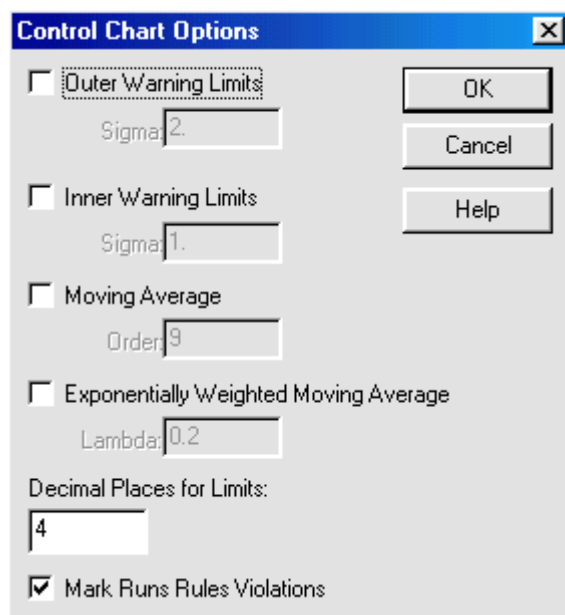 Control Chart Options
Outer Warning Limits
Sigma: 2.
Inner Warning Limits
Sigma: 1.
Moving Average
Order: 9
Exponentially Weighted Moving Average
Lambda: 0.2
Decimal Places for Limits:
4
Mark Runs Rules Violations
OK
Cancel
Help